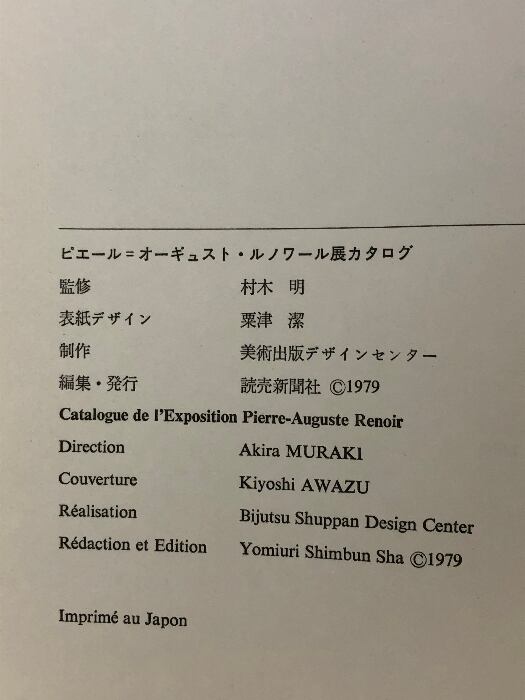 ピエール=オーギュスト・ルノワール展カタログ
監修 村木 明
表紙デザイン 粟津 潔
制作 美術出版デザインセンター
編集・発行 読売新聞社 ©1979
Catalogue de l'Exposition Pierre-Auguste Renoir
Direction Akira MURAKI
Couverture Kiyoshi AWAZU
Réalisation Bijutsu Shuppan Design Center
Rédaction et Edition Yomiuri Shimbun Sha ©1979
Imprimé au Japon